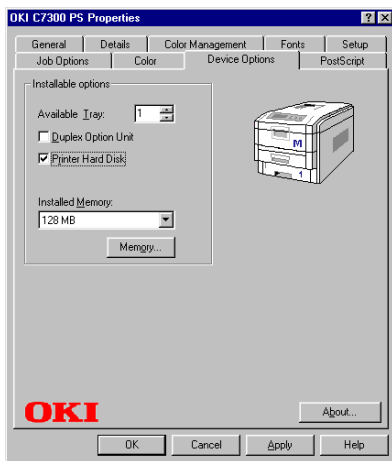 OKI C7300 PS Properties
General Details Color Management Fonts Setup
Job Options Color Device Options PostScript
Installable options
Available Tray: 1
Duplex Option Unit
Printer Hard Disk
Installed Memory:
128 MB
Memory...
M
1
OKI
About...
OK Cancel Apply Help